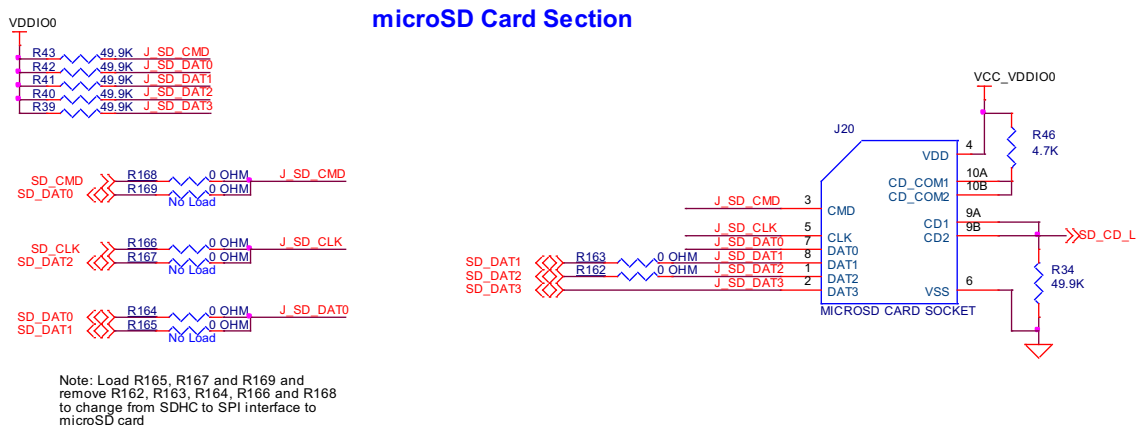 microSD Card Section
VDDIO0
R43 49.9K J_SD_CMD
R42 49.9K J_SD_DAT0
R41 49.9K J_SD_DAT1
R40 49.9K J_SD_DAT2
R39 49.9K J_SD_DAT3
SD_CMD R168 0 OHM J_SD_CMD
SD_DAT0 R169 0 OHM
No Load
SD_CLK R166 0 OHM J_SD_CLK
SD_DAT2 R167 0 OHM
No Load
SD_DAT0 R164 0 OHM J_SD_DAT0
SD_DAT1 R165 0 OHM
No Load
Note: Load R165, R167 and R169 and
remove R162, R163, R164, R166 and R168
to change from SDHC to SPI interface to
microSD card
VCC_VDDIO0
J20
R46
4.7K
4 VDD
10A CD_COM1
10B CD_COM2
J_SD_CMD 3 CMD
9A CD1
J_SD_CLK 5 CLK
9B CD2 SD_CD_L
J_SD_DAT0 7 DAT0
SD_DAT1 R163 0 OHM J_SD_DAT1 8 DAT1
SD_DAT2 R162 0 OHM J_SD_DAT2 1 DAT2
SD_DAT3 J_SD_DAT3 2 DAT3
R34
49.9K
6 VSS
MICROSD CARD SOCKET